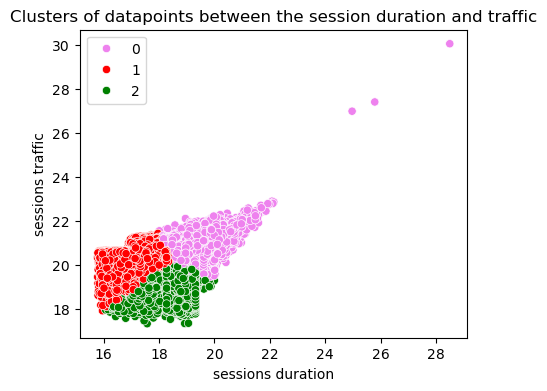 Clusters of datapoints between the session duration and traffic
0
1
2
30
28
26
24
22
20
18
sessions traffic
16 18 20 22 24 26 28
sessions duration